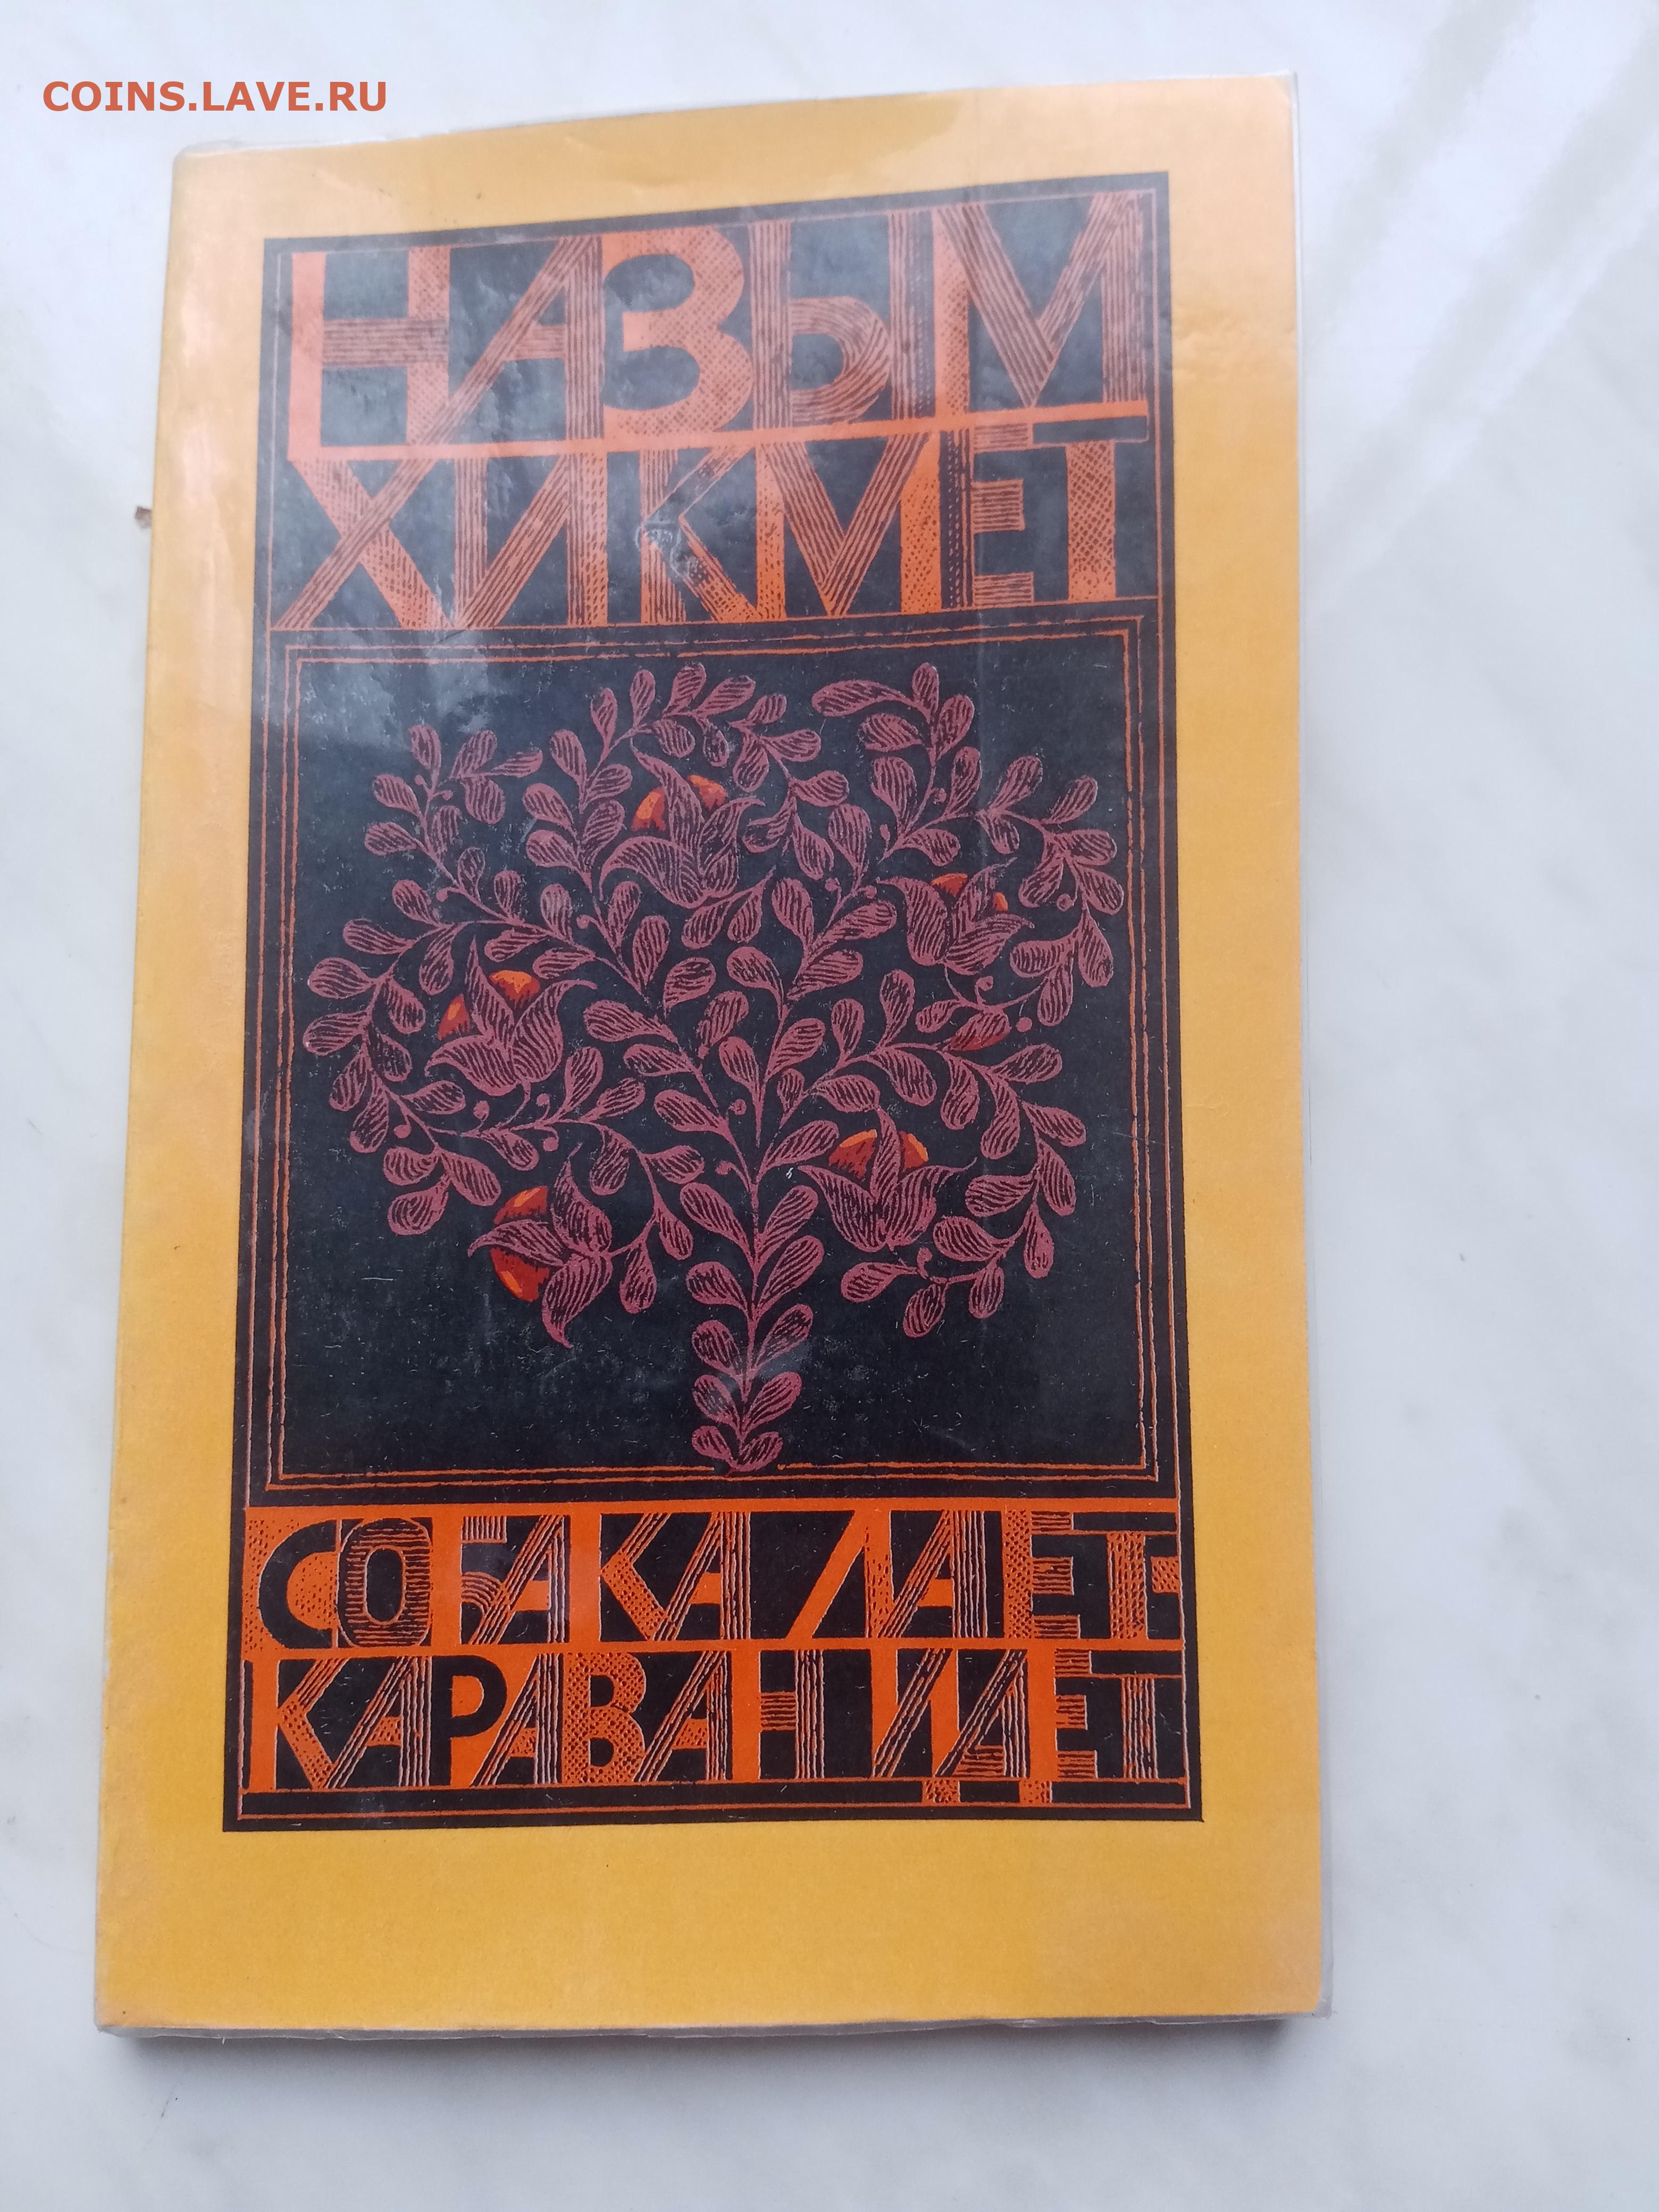 COINS.LAVE.RU
НАЗЫМ
ХИКМЕТ
СОБАКА ЛАЕТ-
КАРАВАН ИДЕТ